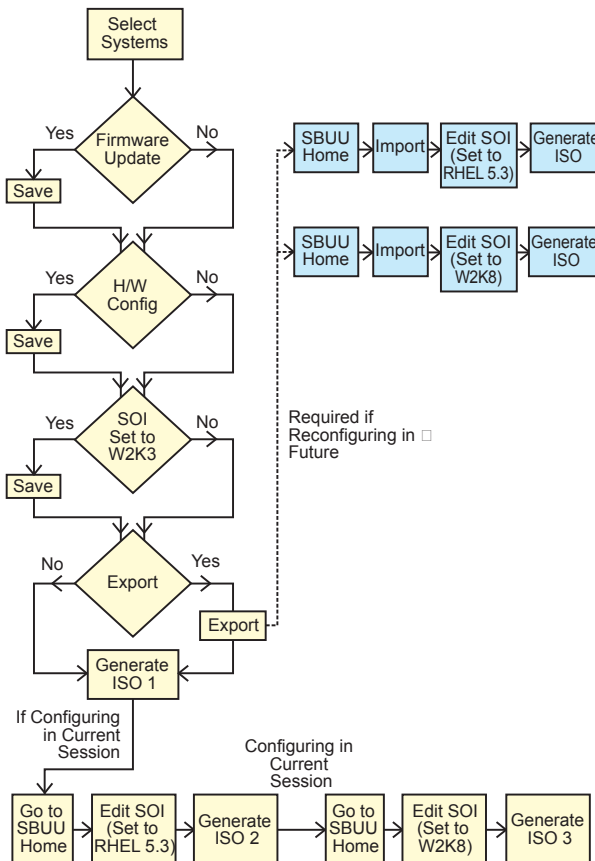 Select
Systems
Firmware
Update
Yes
No
Save
H/W
Config
Yes
No
Save
SOI
Set to
W2K3
Yes
No
Save
Export
No
Yes
Export
Generate
ISO 1
SBUU
Home
Import
Edit SOI
(Set to
RHEL 5.3)
Generate
ISO
SBUU
Home
Import
Edit SOI
(Set to
W2K8)
Generate
ISO
Required if
Reconfiguring in □
Future
If Configuring
in Current
Session
Configuring in
Current
Session
Go to
SBUU
Home
Edit SOI
(Set to
RHEL 5.3)
Generate
ISO 2
Go to
SBUU
Home
Edit SOI
(Set to
W2K8)
Generate
ISO 3